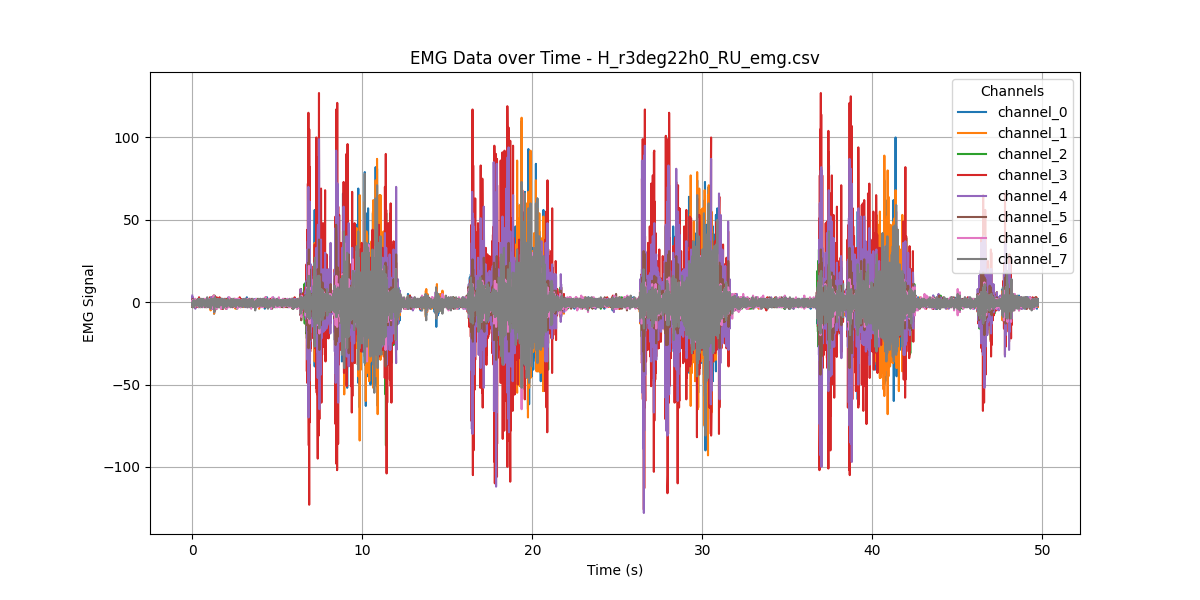 EMG Data over Time - H_r3deg22h0_RU_emg.csv
Channels
channel_0
channel_1
channel_2
channel_3
channel_4
channel_5
channel_6
channel_7
EMG Signal
100
50
0
−50
−100
0 10 20 30 40 50
Time (s)